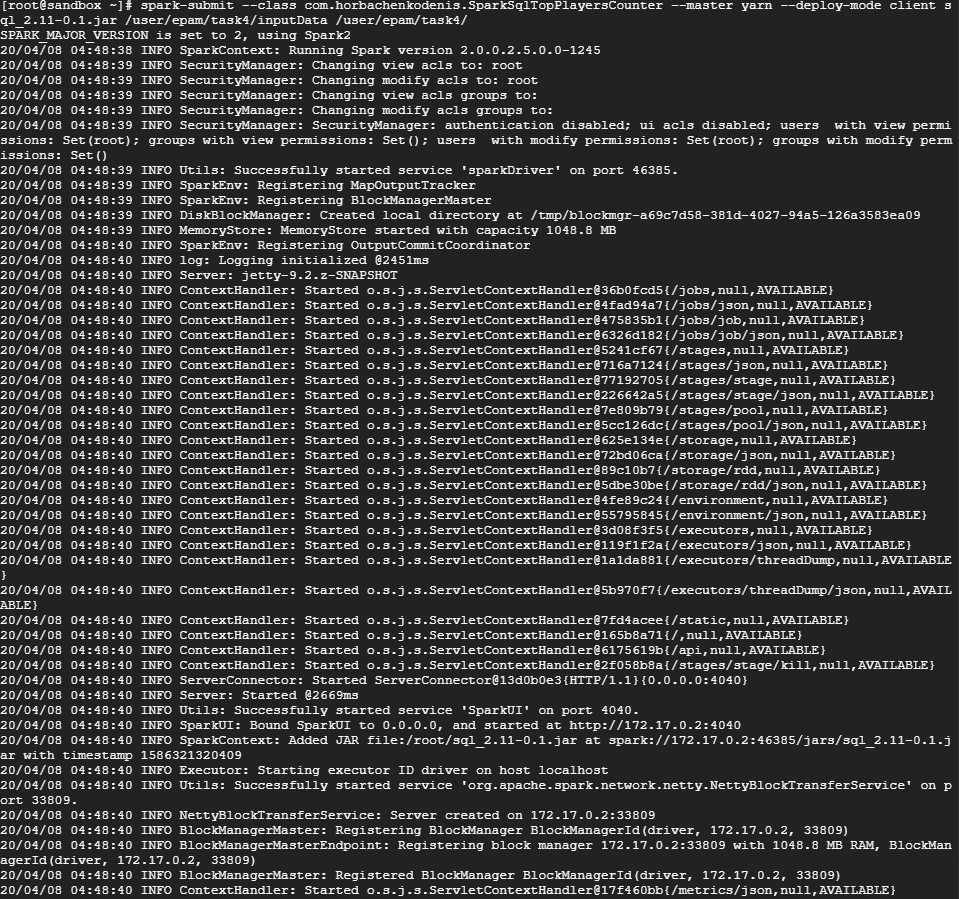 [root@sandbox ~]# spark-submit --class com.horbachenkodenis.SparkSqlTopPlayersCounter --master yarn --deploy-mode client s
ql_2.11-0.1.jar /user/epam/task4/inputData /user/epam/task4/
SPARK_MAJOR_VERSION is set to 2, using Spark2
20/04/08 04:48:38 INFO SparkContext: Running Spark version 2.0.0.2.5.0.0-1245
20/04/08 04:48:39 INFO SecurityManager: Changing view acls to: root
20/04/08 04:48:39 INFO SecurityManager: Changing modify acls to: root
20/04/08 04:48:39 INFO SecurityManager: Changing view acls groups to:
20/04/08 04:48:39 INFO SecurityManager: Changing modify acls groups to:
20/04/08 04:48:39 INFO SecurityManager: SecurityManager: authentication disabled; ui acls disabled; users  with view permi
ssions: Set(root); groups with view permissions: Set(); users  with modify permissions: Set(root); groups with modify perm
issions: Set()
20/04/08 04:48:39 INFO Utils: Successfully started service 'sparkDriver' on port 46385.
20/04/08 04:48:39 INFO SparkEnv: Registering MapOutputTracker
20/04/08 04:48:39 INFO SparkEnv: Registering BlockManagerMaster
20/04/08 04:48:39 INFO DiskBlockManager: Created local directory at /tmp/blockmgr-a69c7d58-381d-4027-94a5-126a3583ea09
20/04/08 04:48:39 INFO MemoryStore: MemoryStore started with capacity 1048.8 MB
20/04/08 04:48:40 INFO SparkEnv: Registering OutputCommitCoordinator
20/04/08 04:48:40 INFO log: Logging initialized @2451ms
20/04/08 04:48:40 INFO Server: jetty-9.2.z-SNAPSHOT
20/04/08 04:48:40 INFO ContextHandler: Started o.s.j.s.ServletContextHandler@36b0fcd5{/jobs,null,AVAILABLE}
20/04/08 04:48:40 INFO ContextHandler: Started o.s.j.s.ServletContextHandler@4fad94a7{/jobs/json,null,AVAILABLE}
20/04/08 04:48:40 INFO ContextHandler: Started o.s.j.s.ServletContextHandler@475835b1{/jobs/job,null,AVAILABLE}
20/04/08 04:48:40 INFO ContextHandler: Started o.s.j.s.ServletContextHandler@6326d182{/jobs/job/json,null,AVAILABLE}
20/04/08 04:48:40 INFO ContextHandler: Started o.s.j.s.ServletContextHandler@5241cf67{/stages,null,AVAILABLE}
20/04/08 04:48:40 INFO ContextHandler: Started o.s.j.s.ServletContextHandler@716a7124{/stages/json,null,AVAILABLE}
20/04/08 04:48:40 INFO ContextHandler: Started o.s.j.s.ServletContextHandler@77192705{/stages/stage,null,AVAILABLE}
20/04/08 04:48:40 INFO ContextHandler: Started o.s.j.s.ServletContextHandler@226642a5{/stages/stage/json,null,AVAILABLE}
20/04/08 04:48:40 INFO ContextHandler: Started o.s.j.s.ServletContextHandler@7e809b79{/stages/pool,null,AVAILABLE}
20/04/08 04:48:40 INFO ContextHandler: Started o.s.j.s.ServletContextHandler@5cc126dc{/stages/pool/json,null,AVAILABLE}
20/04/08 04:48:40 INFO ContextHandler: Started o.s.j.s.ServletContextHandler@625e134e{/storage,null,AVAILABLE}
20/04/08 04:48:40 INFO ContextHandler: Started o.s.j.s.ServletContextHandler@72bd06ca{/storage/json,null,AVAILABLE}
20/04/08 04:48:40 INFO ContextHandler: Started o.s.j.s.ServletContextHandler@89c10b7{/storage/rdd,null,AVAILABLE}
20/04/08 04:48:40 INFO ContextHandler: Started o.s.j.s.ServletContextHandler@5dbe30be{/storage/rdd/json,null,AVAILABLE}
20/04/08 04:48:40 INFO ContextHandler: Started o.s.j.s.ServletContextHandler@4fe89c24{/environment,null,AVAILABLE}
20/04/08 04:48:40 INFO ContextHandler: Started o.s.j.s.ServletContextHandler@55795845{/environment/json,null,AVAILABLE}
20/04/08 04:48:40 INFO ContextHandler: Started o.s.j.s.ServletContextHandler@3d08f3f5{/executors,null,AVAILABLE}
20/04/08 04:48:40 INFO ContextHandler: Started o.s.j.s.ServletContextHandler@119f1f2a{/executors/json,null,AVAILABLE}
20/04/08 04:48:40 INFO ContextHandler: Started o.s.j.s.ServletContextHandler@1a1da881{/executors/threadDump,null,AVAILABLE
}
20/04/08 04:48:40 INFO ContextHandler: Started o.s.j.s.ServletContextHandler@5b970f7{/executors/threadDump/json,null,AVAIL
ABLE}
20/04/08 04:48:40 INFO ContextHandler: Started o.s.j.s.ServletContextHandler@7fd4acee{/static,null,AVAILABLE}
20/04/08 04:48:40 INFO ContextHandler: Started o.s.j.s.ServletContextHandler@165b8a71{/,null,AVAILABLE}
20/04/08 04:48:40 INFO ContextHandler: Started o.s.j.s.ServletContextHandler@6175619b{/api,null,AVAILABLE}
20/04/08 04:48:40 INFO ContextHandler: Started o.s.j.s.ServletContextHandler@2f058b8a{/stages/stage/kill,null,AVAILABLE}
20/04/08 04:48:40 INFO ServerConnector: Started ServerConnector@13d0b0e3{HTTP/1.1}{0.0.0.0:4040}
20/04/08 04:48:40 INFO Server: Started @2669ms
20/04/08 04:48:40 INFO Utils: Successfully started service 'SparkUI' on port 4040.
20/04/08 04:48:40 INFO SparkUI: Bound SparkUI to 0.0.0.0, and started at http://172.17.0.2:4040
20/04/08 04:48:40 INFO SparkContext: Added JAR file:/root/sql_2.11-0.1.jar at spark://172.17.0.2:46385/jars/sql_2.11-0.1.j
ar with timestamp 1586321320409
20/04/08 04:48:40 INFO Executor: Starting executor ID driver on host localhost
20/04/08 04:48:40 INFO Utils: Successfully started service 'org.apache.spark.network.netty.NettyBlockTransferService' on p
ort 33809.
20/04/08 04:48:40 INFO NettyBlockTransferService: Server created on 172.17.0.2:33809
20/04/08 04:48:40 INFO BlockManagerMaster: Registering BlockManager BlockManagerId(driver, 172.17.0.2, 33809)
20/04/08 04:48:40 INFO BlockManagerMasterEndpoint: Registering block manager 172.17.0.2:33809 with 1048.8 MB RAM, BlockMan
agerId(driver, 172.17.0.2, 33809)
20/04/08 04:48:40 INFO BlockManagerMaster: Registered BlockManager BlockManagerId(driver, 172.17.0.2, 33809)
20/04/08 04:48:40 INFO ContextHandler: Started o.s.j.s.ServletContextHandler@17f460bb{/metrics/json,null,AVAILABLE}